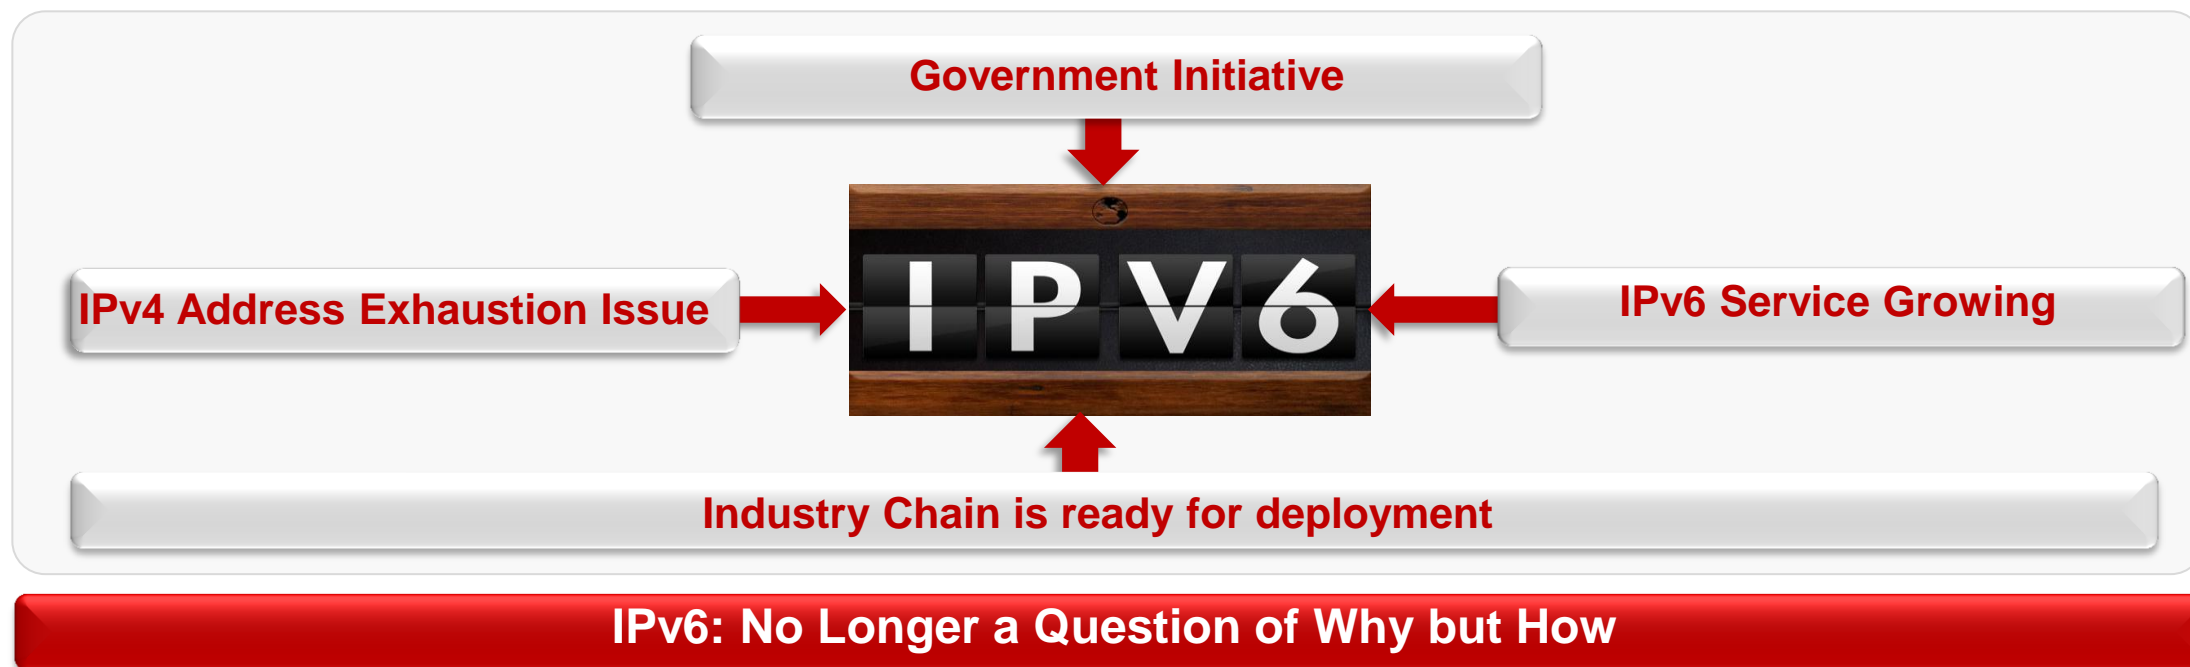 Government Initiative
IPv4 Address Exhaustion Issue
IPV6
IPv6 Service Growing
Industry Chain is ready for deployment
IPv6: No Longer a Question of Why but How